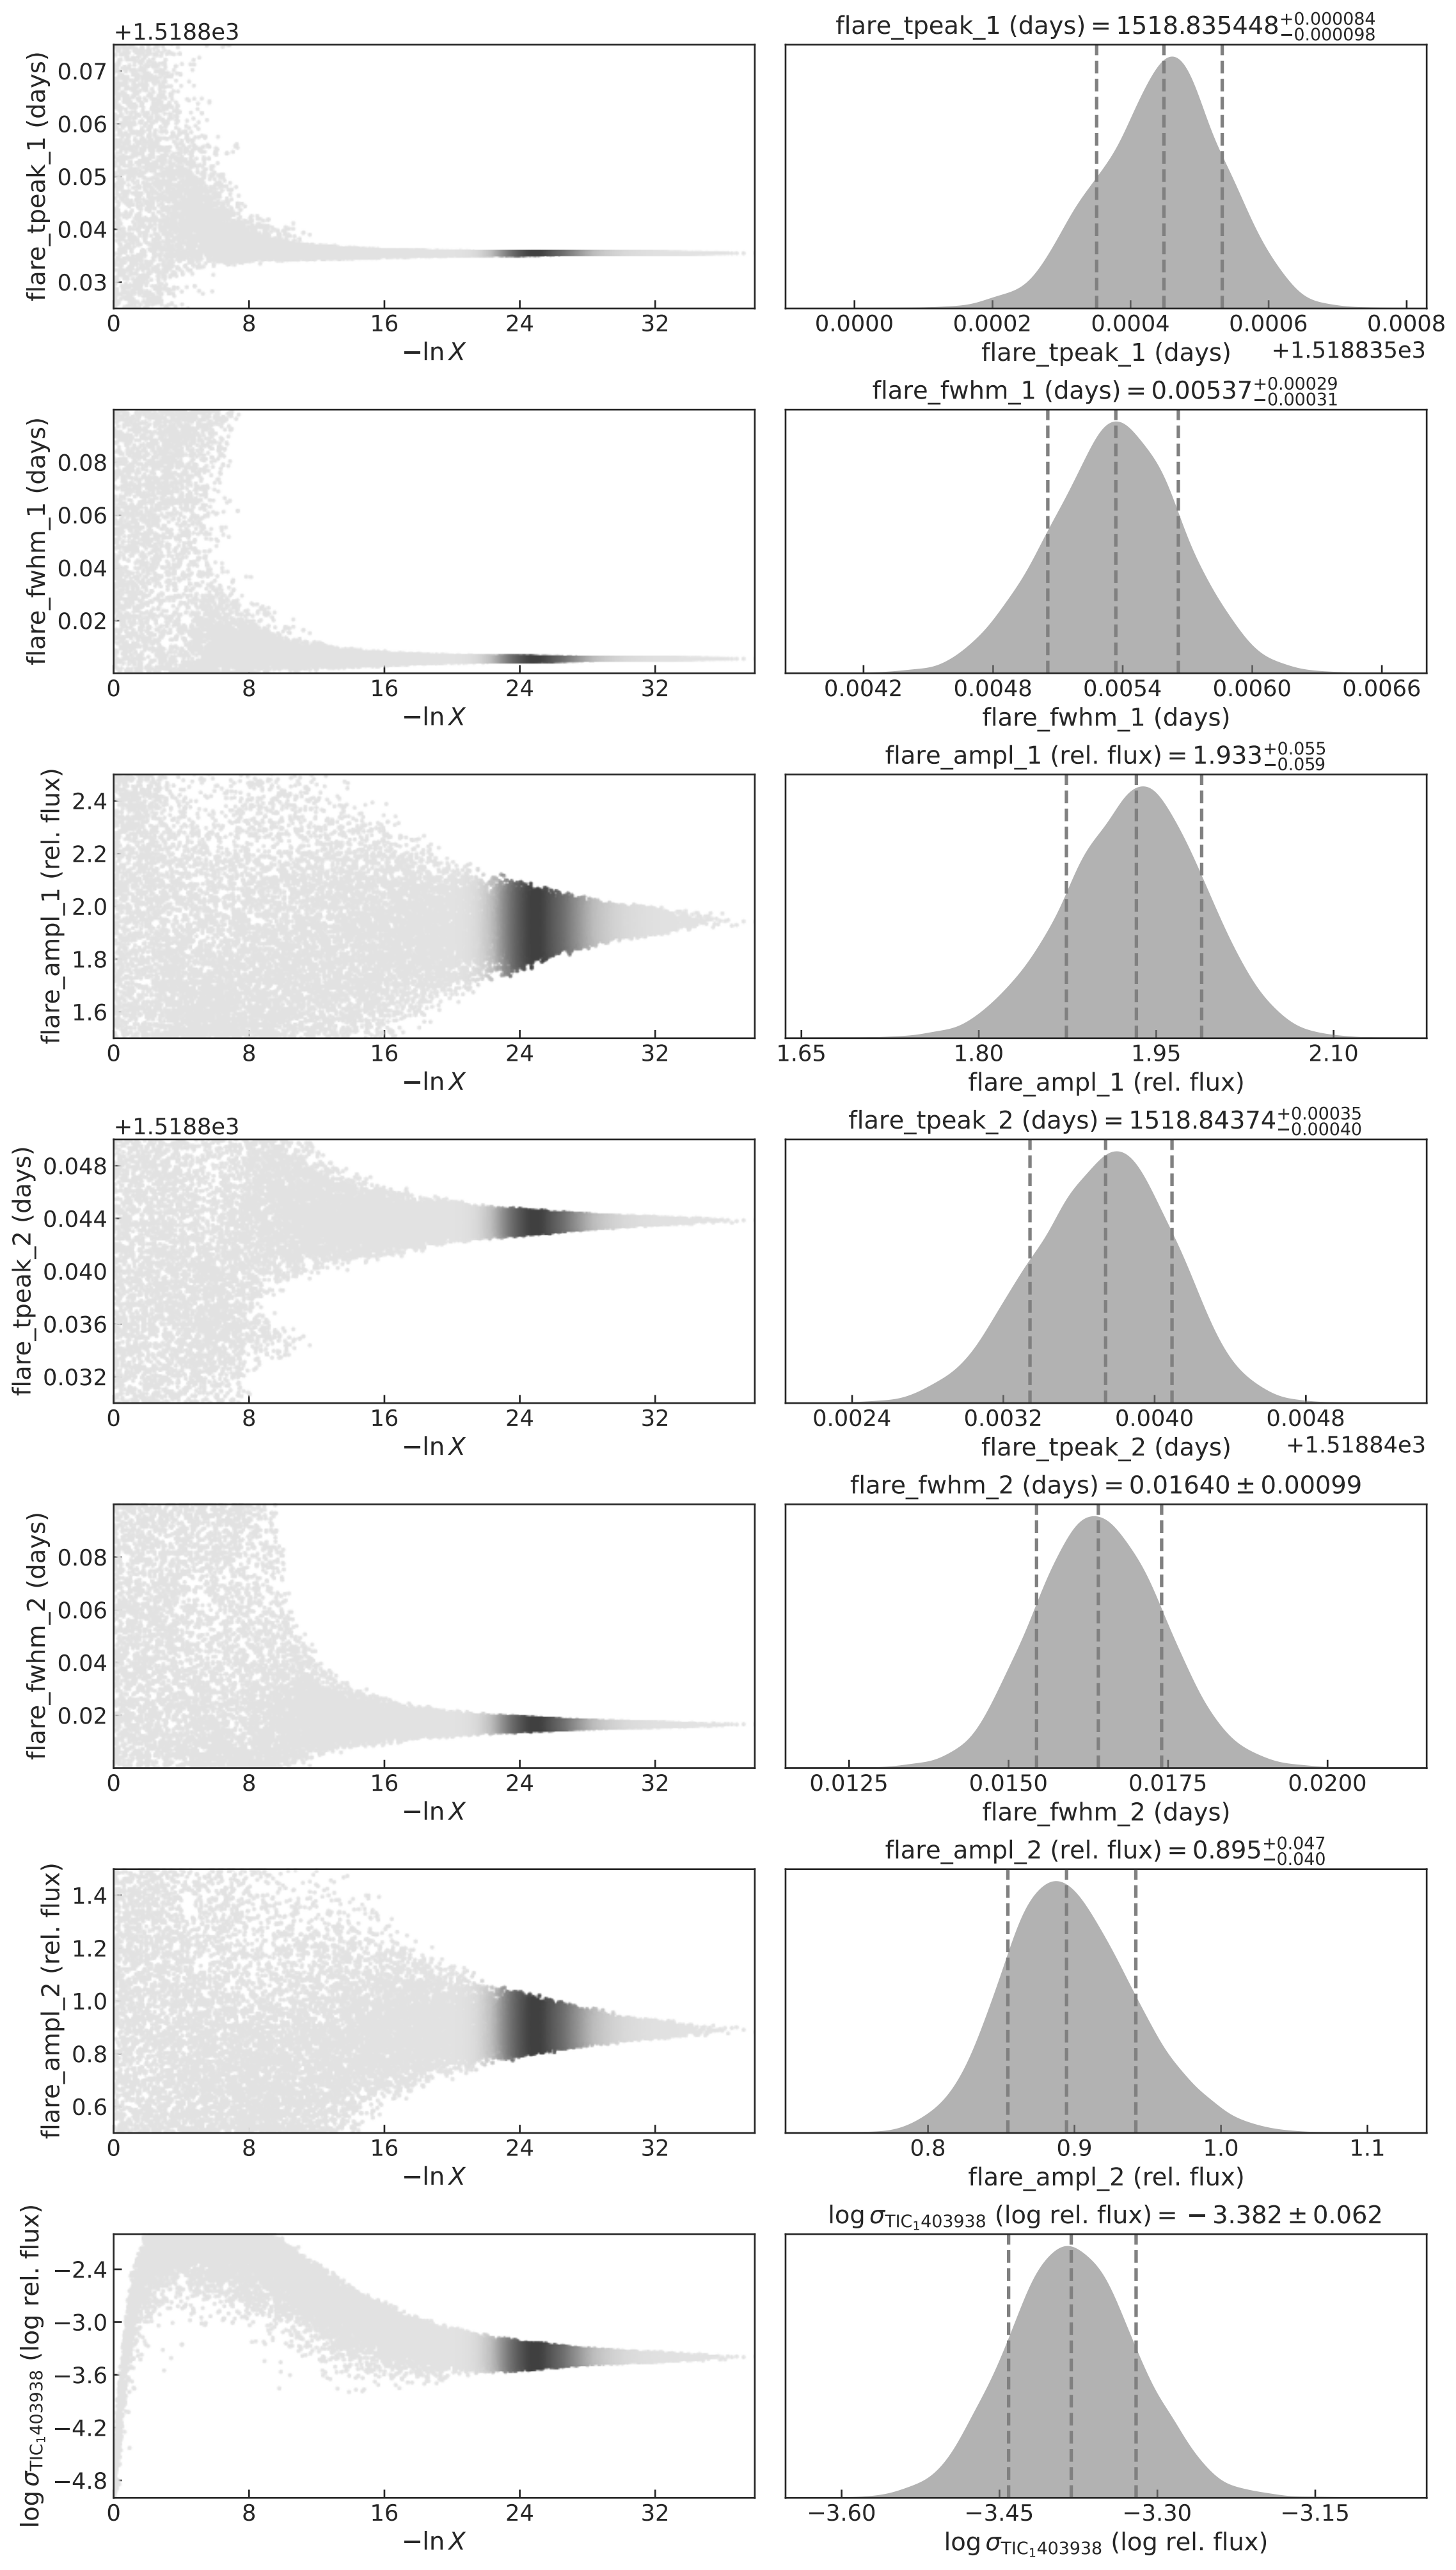 +1.5188e3
flare_tpeak_1 (days) = 1518.835448+0.000084 −0.000098
flare_tpeak_1 (days)
0.07
0.06
0.05
0.04
0.03
0 8 16 24 32
−ln X
0.0000 0.0002 0.0004 0.0006 0.0008
flare_tpeak_1 (days) +1.518835e3
flare_fwhm_1 (days) = 0.00537+0.00029 −0.00031
flare_fwhm_1 (days)
0.08
0.06
0.04
0.02
0 8 16 24 32
−ln X
0.0042 0.0048 0.0054 0.0060 0.0066
flare_fwhm_1 (days)
flare_ampl_1 (rel. flux) = 1.933+0.055 −0.059
flare_ampl_1 (rel. flux)
2.4
2.2
2.0
1.8
1.6
0 8 16 24 32
−ln X
1.65 1.80 1.95 2.10
flare_ampl_1 (rel. flux)
+1.5188e3
flare_tpeak_2 (days) = 1518.84374+0.00035 −0.00040
flare_tpeak_2 (days)
0.048
0.044
0.040
0.036
0.032
0 8 16 24 32
−ln X
0.0024 0.0032 0.0040 0.0048
flare_tpeak_2 (days) +1.51884e3
flare_fwhm_2 (days) = 0.01640 ± 0.00099
flare_fwhm_2 (days)
0.08
0.06
0.04
0.02
0 8 16 24 32
−ln X
0.0125 0.0150 0.0175 0.0200
flare_fwhm_2 (days)
flare_ampl_2 (rel. flux) = 0.895+0.047 −0.040
flare_ampl_2 (rel. flux)
1.4
1.2
1.0
0.8
0.6
0 8 16 24 32
−ln X
0.8 0.9 1.0 1.1
flare_ampl_2 (rel. flux)
log σTIC₁403938 (log rel. flux) = − 3.382 ± 0.062
log σTIC₁403938 (log rel. flux)
−2.4
−3.0
−3.6
−4.2
−4.8
0 8 16 24 32
−ln X
−3.60 −3.45 −3.30 −3.15
log σTIC₁403938 (log rel. flux)